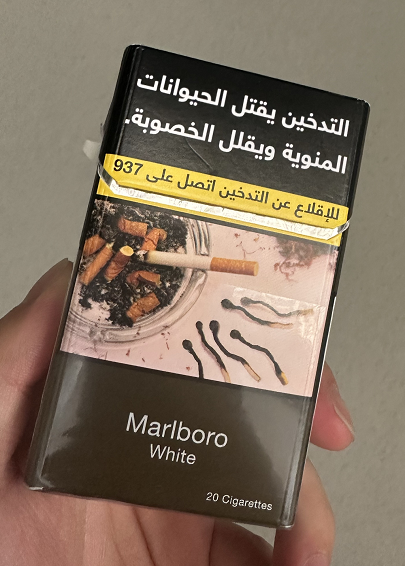 التدخين يقتل الحيوانات
المنوية ويقلل الخصوبة.
للإقلاع عن التدخين اتصل على 937
Marlboro
White
20 Cigarettes